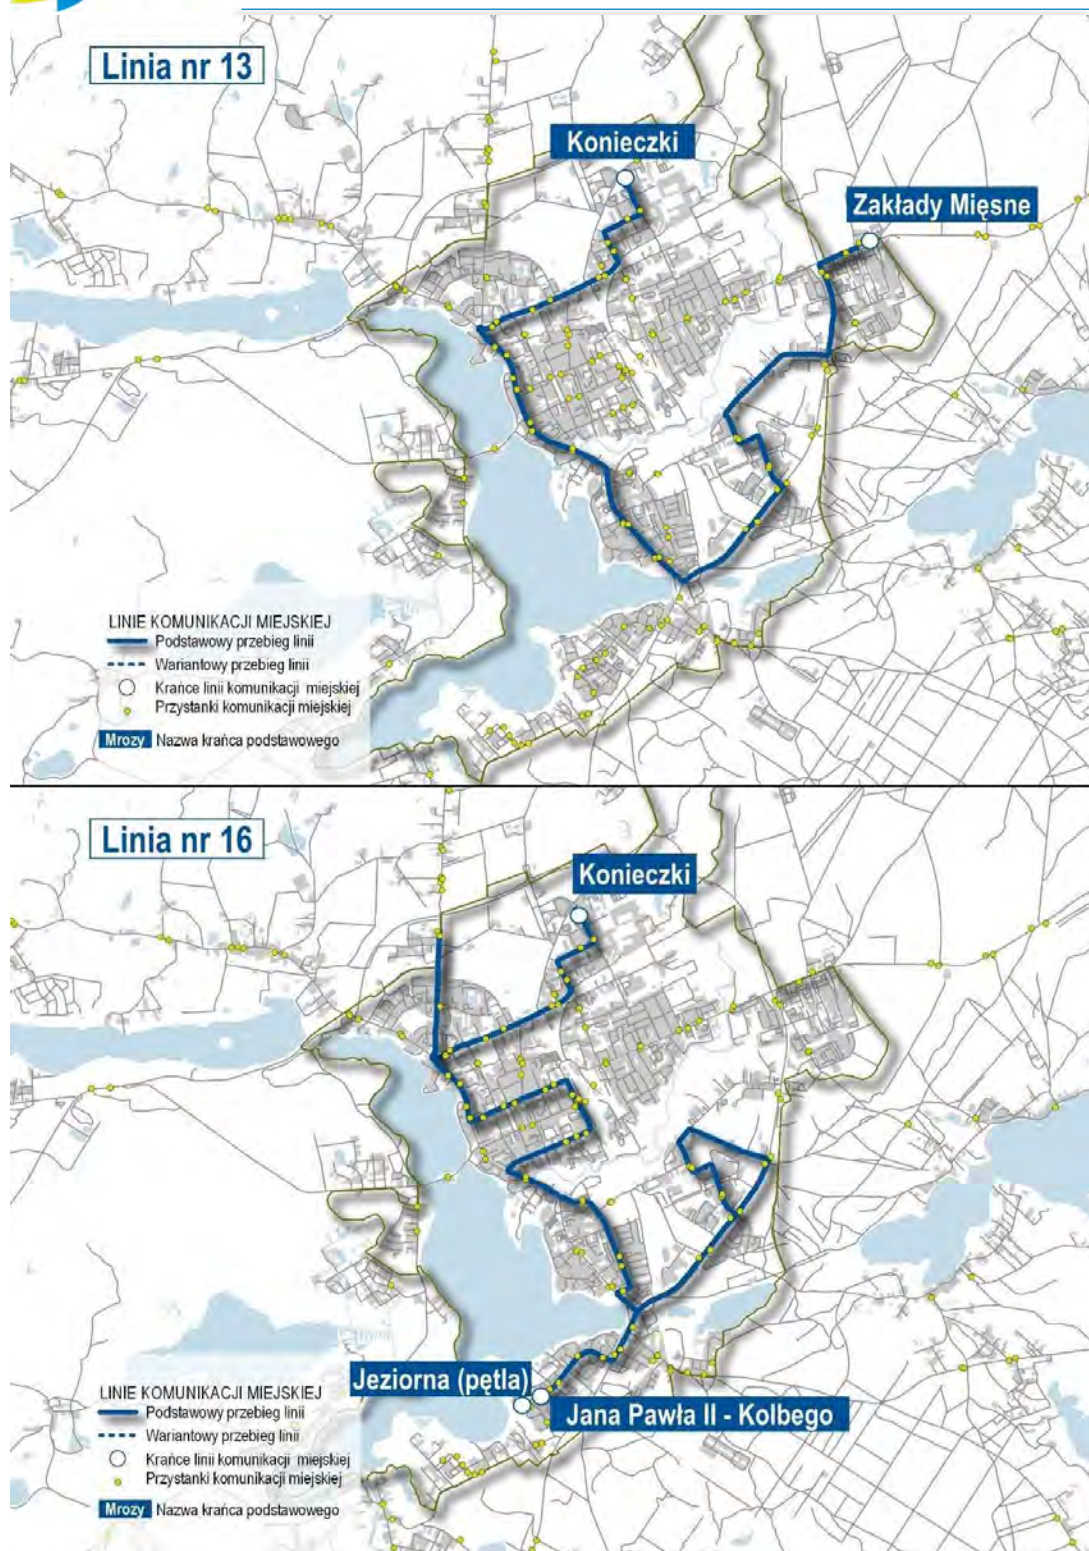 Linia nr 13
Konieczki
Zakłady Mięsne
LINIE KOMUNIKACJI MIEJSKIEJ
Podstawowy przebieg linii
Wariantowy przebieg linii
Krańce linii komunikacji miejskiej
Przystanki komunikacji miejskiej
Mrozy Nazwa krańca podstawowego
Linia nr 16
Konieczki
Jeziorna (pętla)
Jana Pawła II - Kolbego
LINIE KOMUNIKACJI MIEJSKIEJ
Podstawowy przebieg linii
Wariantowy przebieg linii
Krańce linii komunikacji miejskiej
Przystanki komunikacji miejskiej
Mrozy Nazwa krańca podstawowego